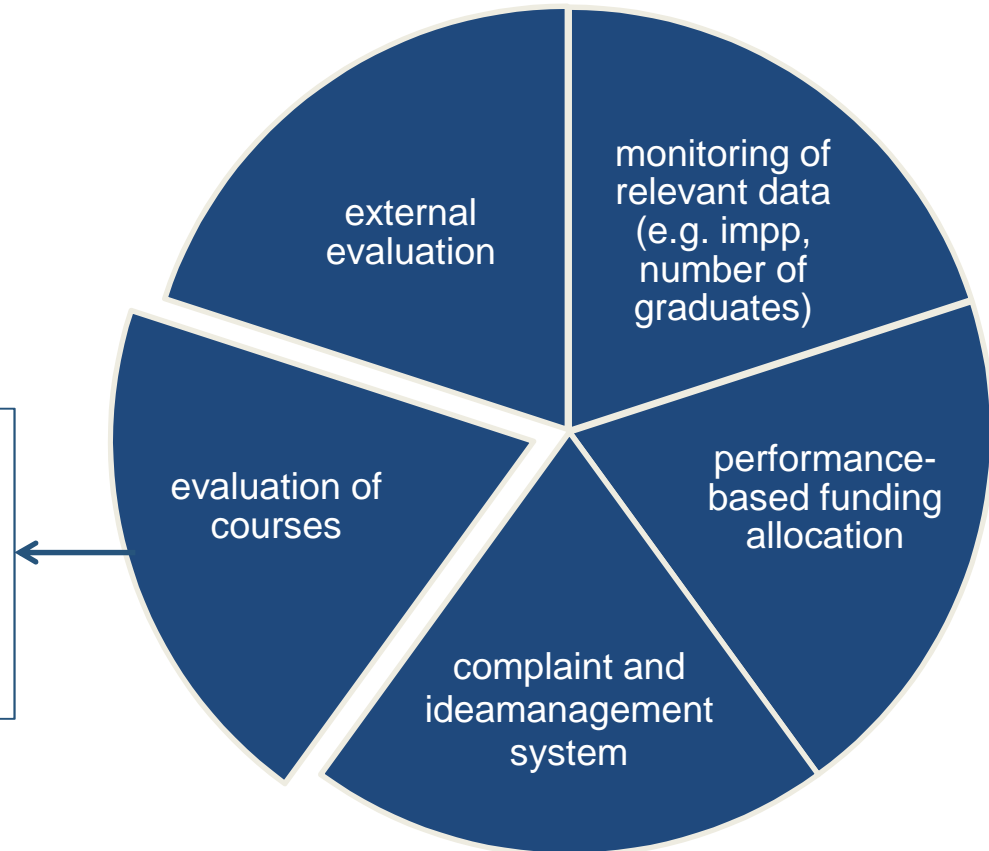 monitoring of
relevant data
(e.g. impp,
number of
graduates)
performance-
based funding
allocation
complaint and
ideamanagement
system
evaluation of
courses
external
evaluation